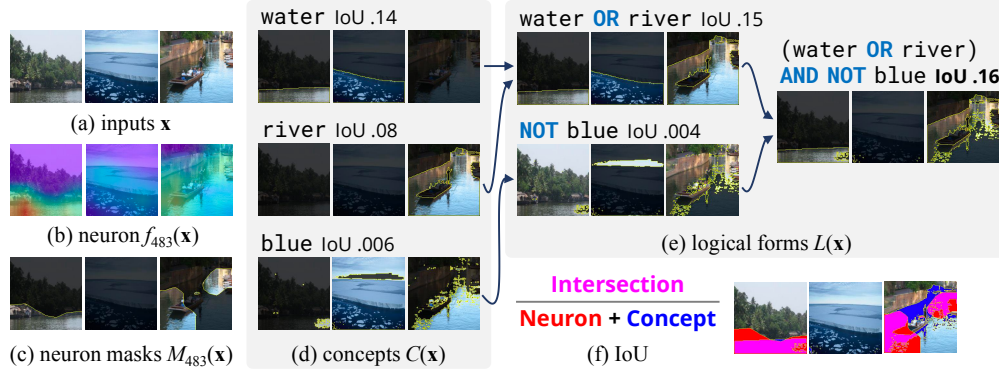 (a) inputs x
(b) neuron f483(x)
(c) neuron masks M483(x)
water IoU .14
river IoU .08
blue IoU .006
(d) concepts C(x)
water OR river IoU .15
NOT blue IoU .004
(water OR river)
AND NOT blue IoU .16
(e) logical forms L(x)
Intersection
Neuron + Concept
(f) IoU